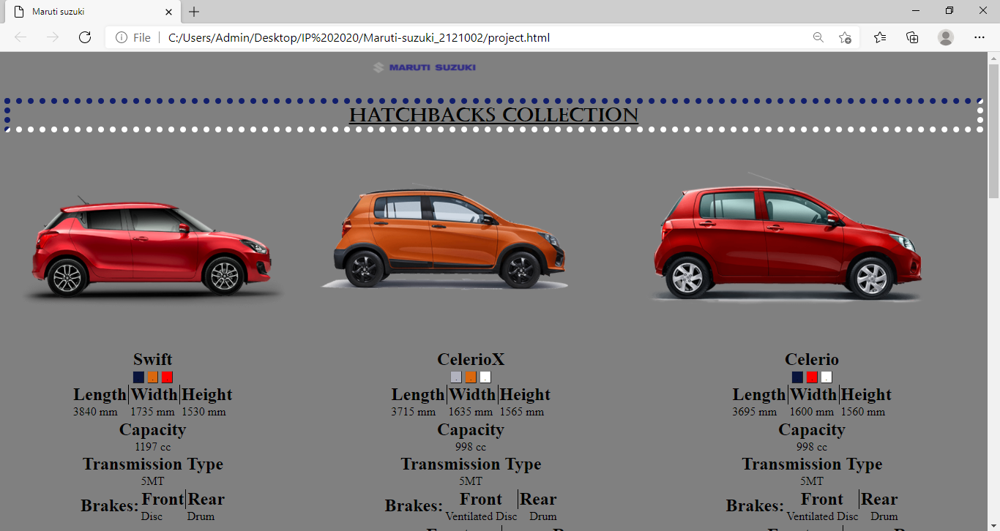 Maruti suzuki
File C:/Users/Admin/Desktop/IP%202020/Maruti-suzuki_2121002/project.html
MARUTI SUZUKI
HATCHBACKS COLLECTION
Swift CelerioX Celerio
Length Width Height Length Width Height Length Width Height
3840 mm 1735 mm 1530 mm 3715 mm 1635 mm 1565 mm 3695 mm 1600 mm 1560 mm
Capacity Capacity Capacity
1197 cc 998 cc 998 cc
Transmission Type Transmission Type Transmission Type
5MT 5MT 5MT
Brakes: Front Rear Brakes: Front Rear Brakes: Front Rear
Disc Drum Ventilated Disc Drum Ventilated Disc Drum